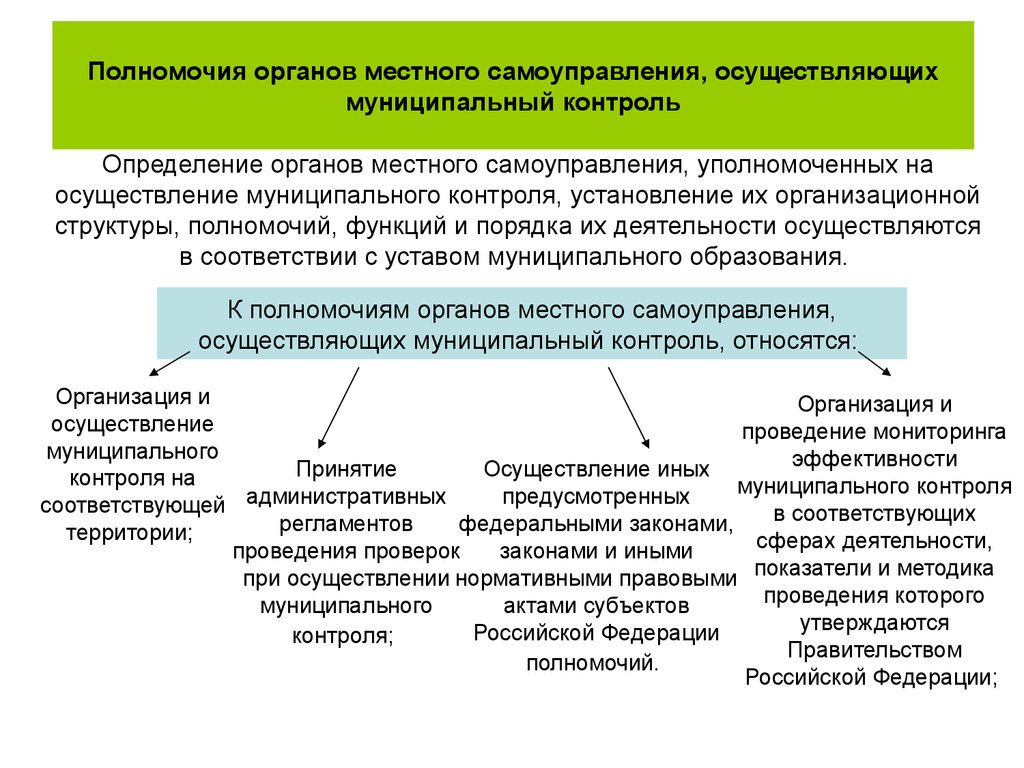 Полномочия органов местного самоуправления, осуществляющих
муниципальный контроль
Определение органов местного самоуправления, уполномоченных на
осуществление муниципального контроля, установление их организационной
структуры, полномочий, функций и порядка их деятельности осуществляются
в соответствии с уставом муниципального образования.
К полномочиям органов местного самоуправления,
осуществляющих муниципальный контроль, относятся:
Организация и
осуществление
муниципального
контроля на
соответствующей
территории;
Принятие
административных
регламентов
проведения проверок
при осуществлении
муниципального
контроля;
Осуществление иных
предусмотренных
федеральными законами,
законами и иными
нормативными правовыми
актами субъектов
Российской Федерации
полномочий.
Организация и
проведение мониторинга
эффективности
муниципального контроля
в соответствующих
сферах деятельности,
показатели и методика
проведения которого
утверждаются
Правительством
Российской Федерации;